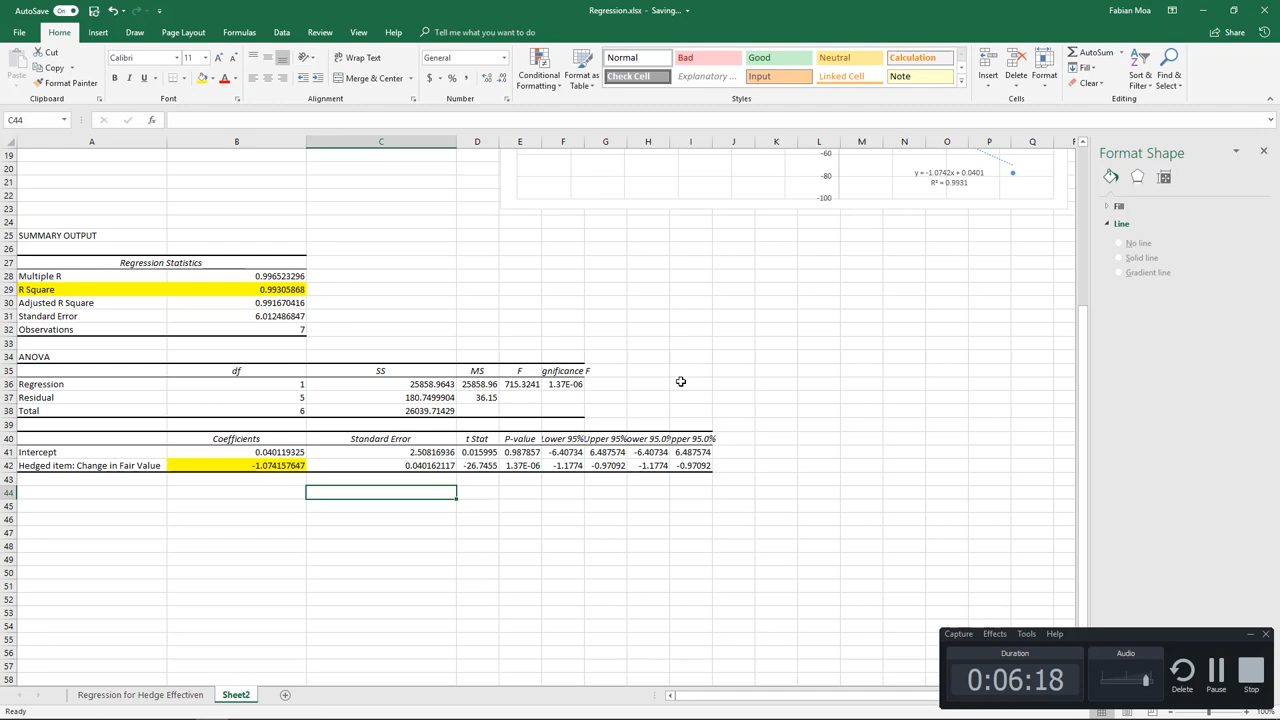 AutoSave On
Regression.xlsx - Saving...
Fabian Moa
File Home Insert Draw Page Layout Formulas Data Review View Help Tell me what you want to do
Share
Paste
Cut
Copy
Format Painter
Clipboard
Calibri 11
B I U
Font
Merge & Center
Alignment
General
$ % ,
Number
Conditional Formatting
Format as Table
Normal Bad Good Neutral Calculation
Check Cell Explanatory ... Input Linked Cell Note
Styles
Insert Delete Format
Cells
AutoSum
Fill
Clear
Sort & Filter
Find & Select
Editing
C44 fx
A B C D E F G H I J K L M N O P Q
19 -60
20 -80 y = -1.0742x + 0.0401
21 R² = 0.9931
22 -100
23
24
25 SUMMARY OUTPUT
26
27 Regression Statistics
28 Multiple R 0.996523296
29 R Square 0.99305868
30 Adjusted R Square 0.991670416
31 Standard Error 6.012486847
32 Observations 7
33
34 ANOVA
35 df SS MS F gnificance F
36 Regression 1 25858.9643 25858.96 715.3241 1.37E-06
37 Residual 5 180.7499904 36.15
38 Total 6 26039.71429
39
40 Coefficients Standard Error t Stat P-value Lower 95% Upper 95% ower 95.0% pper 95.0%
41 Intercept 0.040119325 2.50816936 0.015995 0.987857 -6.40734 6.487574 -6.40734 6.487574
42 Hedged item: Change in Fair Value -1.074157647 0.040162117 -26.7455 1.37E-06 -1.1774 -0.97092 -1.1774 -0.97092
43
44
45
46
47
48
49
50
51
52
53
54
55
56
57
58
Format Shape
Fill
Line
No line
Solid line
Gradient line
Capture Effects Tools Help
Duration
0:06:18
Audio
Delete Pause Stop
Regression for Hedge Effectiven Sheet2
Ready
100%